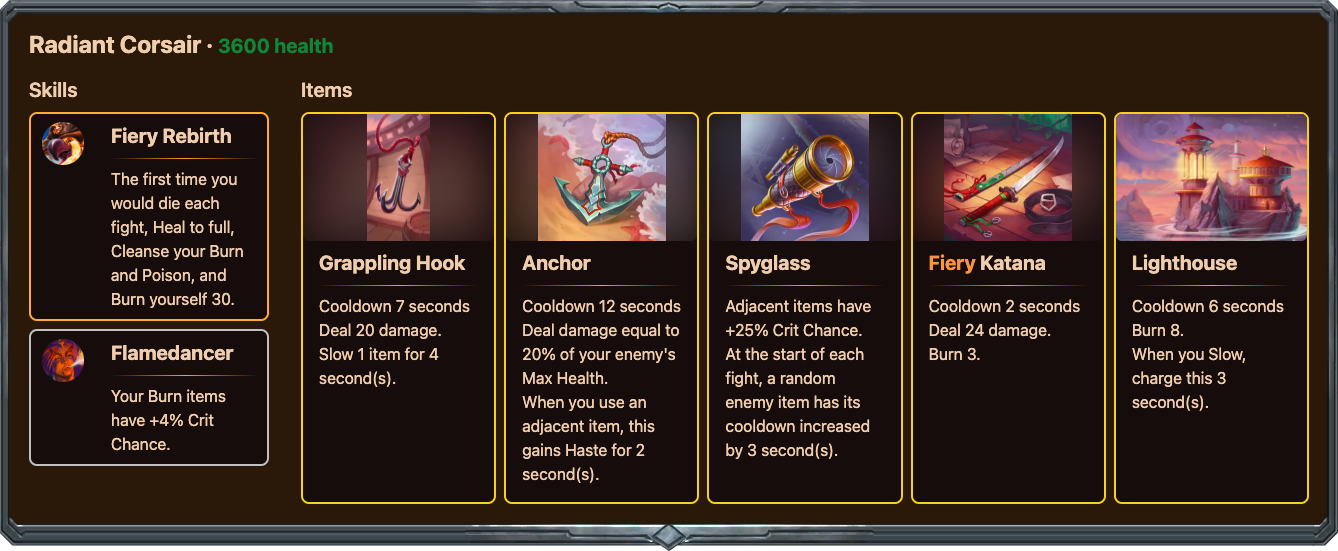 Radiant Corsair · 3600 health
Skills
Fiery Rebirth
The first time you
would die each
fight, Heal to full,
Cleanse your Burn
and Poison, and
Burn yourself 30.
Flamedancer
Your Burn items
have +4% Crit
Chance.
Items
Grappling Hook
Cooldown 7 seconds
Deal 20 damage.
Slow 1 item for 4
second(s).
Anchor
Cooldown 12 seconds
Deal damage equal to
20% of your enemy's
Max Health.
When you use an
adjacent item, this
gains Haste for 2
second(s).
Spyglass
Adjacent items have
+25% Crit Chance.
At the start of each
fight, a random
enemy item has its
cooldown increased
by 3 second(s).
Fiery Katana
Cooldown 2 seconds
Deal 24 damage.
Burn 3.
Lighthouse
Cooldown 6 seconds
Burn 8.
When you Slow,
charge this 3
second(s).